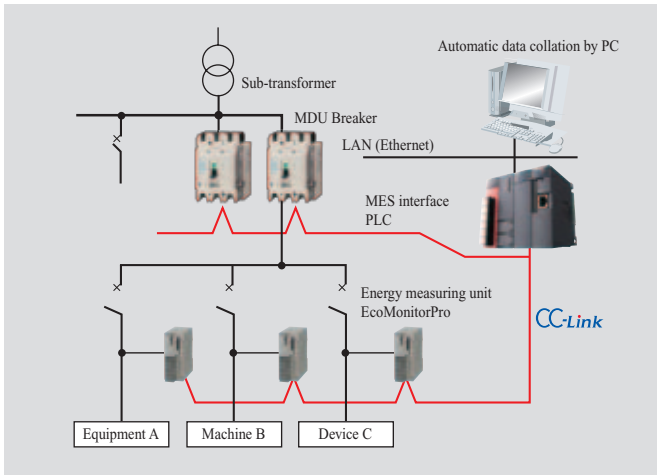 Automatic data collation by PC
Sub-transformer
MDU Breaker
LAN (Ethernet)
MES interface
PLC
Energy measuring unit
EcoMonitorPro
CC-Link
Equipment A
Machine B
Device C